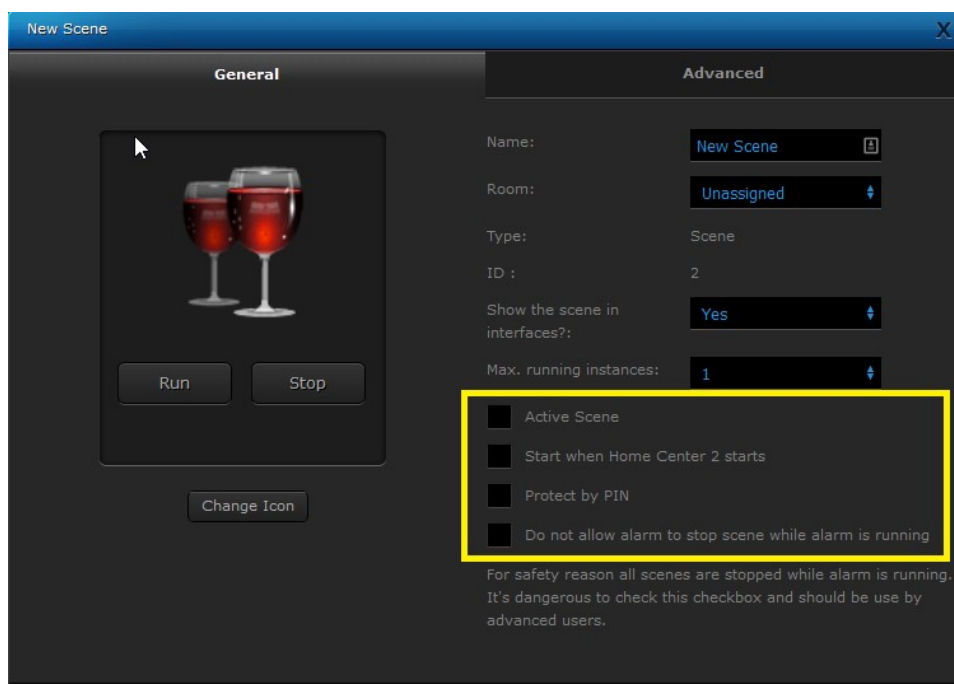 New Scene
X
General
Advanced
Name:
New Scene
Room:
Unassigned
Type:
Scene
ID :
2
Show the scene in
interfaces?:
Yes
Max. running instances:
1
Run
Stop
Change Icon
Active Scene
Start when Home Center 2 starts
Protect by PIN
Do not allow alarm to stop scene while alarm is running
For safety reason all scenes are stopped while alarm is running.
It's dangerous to check this checkbox and should be use by
advanced users.